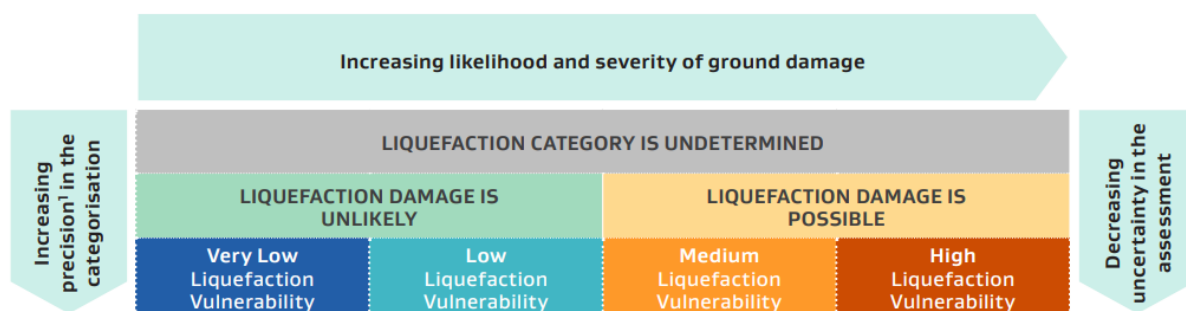 Increasing likelihood and severity of ground damage
Increasing
precision¹ in the
categorisation
LIQUEFACTION CATEGORY IS UNDETERMINED
LIQUEFACTION DAMAGE IS
UNLIKELY
LIQUEFACTION DAMAGE IS
POSSIBLE
Very Low
Liquefaction
Vulnerability
Low
Liquefaction
Vulnerability
Medium
Liquefaction
Vulnerability
High
Liquefaction
Vulnerability
Decreasing
uncertainty in the
assessment